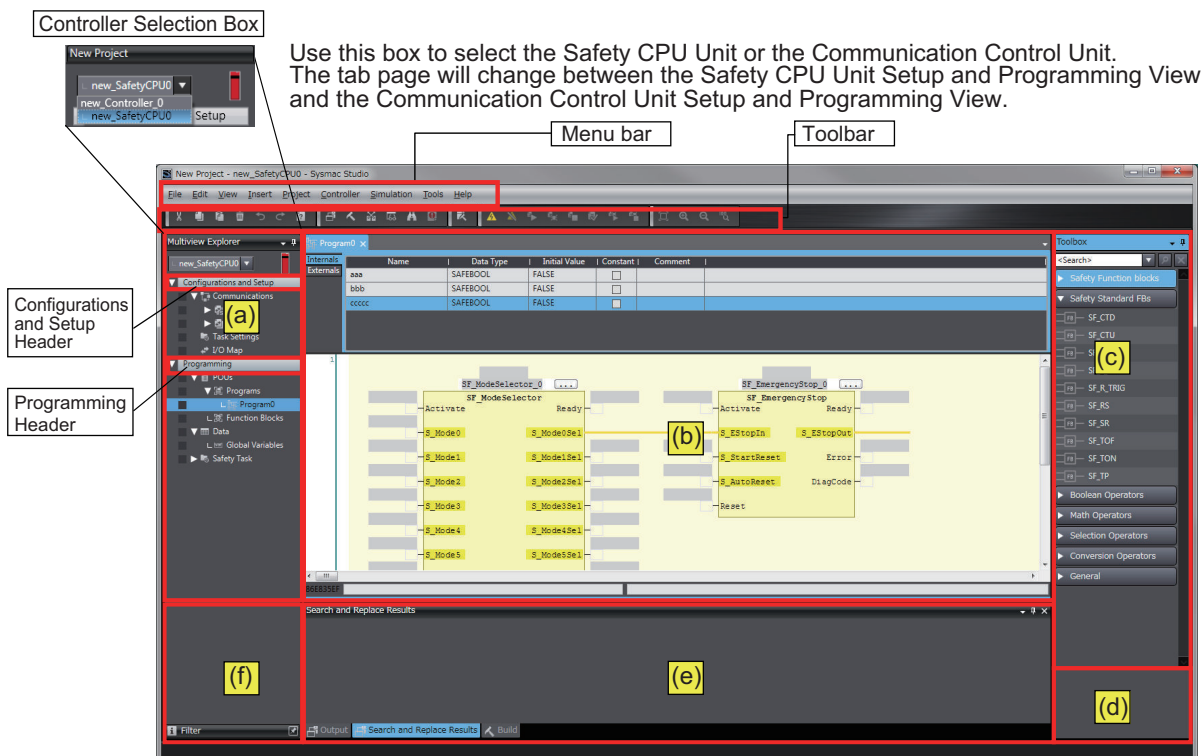 Controller Selection Box
New Project
new_SafetyCPU0
new_Controller_0
new_SafetyCPU0
Setup
Use this box to select the Safety CPU Unit or the Communication Control Unit.
The tab page will change between the Safety CPU Unit Setup and Programming View
and the Communication Control Unit Setup and Programming View.
Menu bar
Toolbar
New Project - new_SafetyCPU0 - Sysmac Studio
File Edit View Insert Project Controller Simulation Tools Help
Multiview Explorer
new_SafetyCPU0
Configurations and Setup
Communications
(a)
Task Settings
I/O Map
Programming
POUs
Programs
Program0
Function Blocks
Data
Global Variables
Safety Task
Configurations
and Setup
Header
Programming
Header
Program0
Internals
Externals
Name Data Type Initial Value Constant Comment
aaa SAFEBOOL FALSE
bbb SAFEBOOL FALSE
ccccc SAFEBOOL FALSE
1
SF_ModeSelector_0 ...
SF_ModeSelector
Activate Ready
S_Mode0 S_Mode0Sel
S_Mode1 S_Mode1Sel
S_Mode2 S_Mode2Sel
S_Mode3 S_Mode3Sel
S_Mode4 S_Mode4Sel
S_Mode5 S_Mode5Sel
(b)
SF_EmergencyStop_0 ...
SF_EmergencyStop
Activate Ready
S_EStopIn S_EStopOut
S_StartReset Error
S_AutoReset DiagCode
Reset
86EB35EF
Toolbox
<Search>
Safety Function blocks
Safety Standard FBs
SF_CTD
SF_CTU
(c)
SF_R_TRIG
SF_RS
SF_SR
SF_TOF
SF_TON
SF_TP
Boolean Operators
Math Operators
Selection Operators
Conversion Operators
General
(d)
Search and Replace Results
(e)
Output Search and Replace Results Build
(f)
Filter